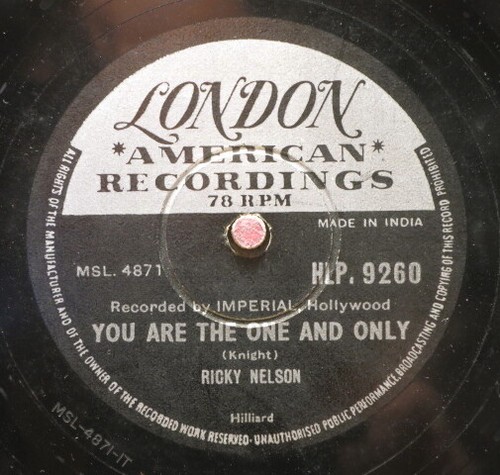 LONDON
*AMERICAN*
RECORDINGS
78 RPM
MADE IN INDIA
MSL. 4871
HLP. 9260
Recorded by IMPERIAL, Hollywood
YOU ARE THE ONE AND ONLY
(Knight)
RICKY NELSON
Hilliard
ALL RIGHTS OF THE MANUFACTURER AND OF THE OWNER OF THE RECORDED WORK RESERVED·UNAUTHORISED PUBLIC PERFORMANCE, BROADCASTING AND COPYING OF THIS RECORD PROHIBITED
MSL-4871-1T